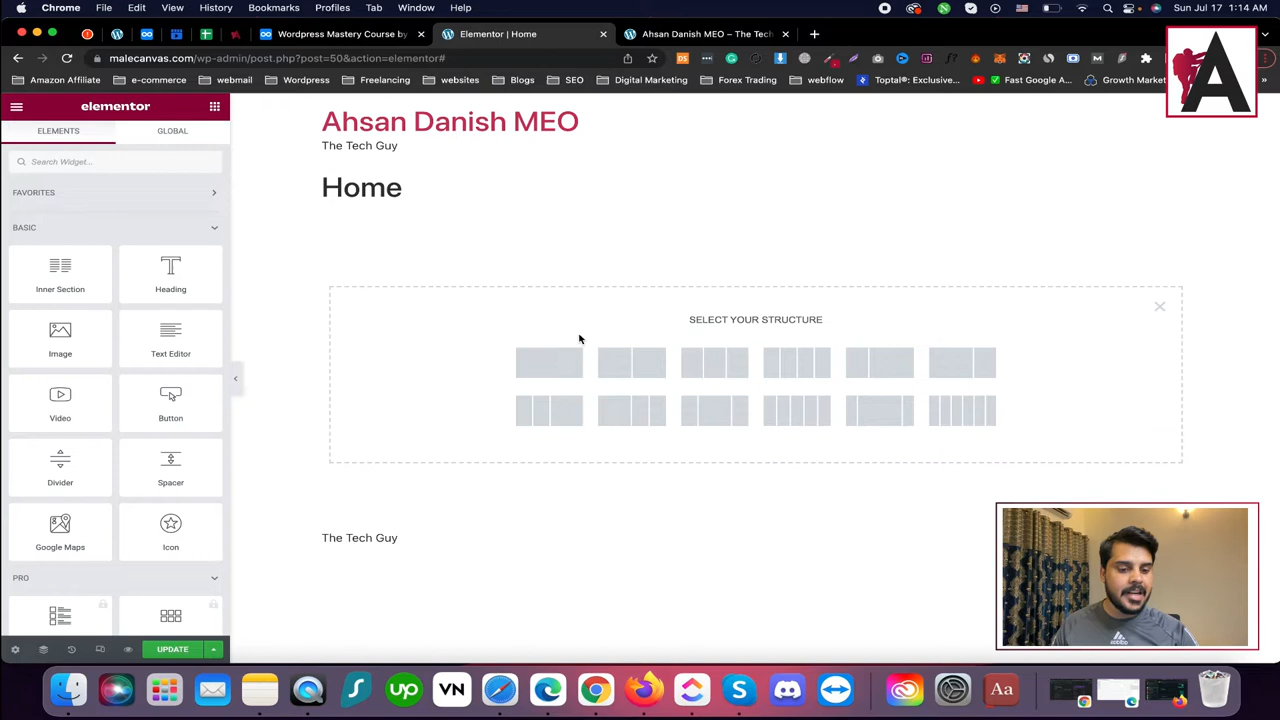 Chrome File Edit View History Bookmarks Profiles Tab Window Help
Sun Jul 17 1:14 AM
Wordpress Mastery Course by
Elementor | Home
Ahsan Danish MEO – The Tech
malecanvas.com/wp-admin/post.php?post=50&action=elementor#
Amazon Affiliate e-commerce webmail Wordpress Freelancing websites Blogs SEO Digital Marketing Forex Trading webflow Toptal®: Exclusive... Fast Google A... Growth Market
A
elementor
ELEMENTS GLOBAL
Search Widget...
FAVORITES
BASIC
Inner Section Heading
Image Text Editor
Video Button
Divider Spacer
Google Maps Icon
PRO
UPDATE
Ahsan Danish MEO
The Tech Guy
Home
SELECT YOUR STRUCTURE
The Tech Guy
adidas
up VN Aa